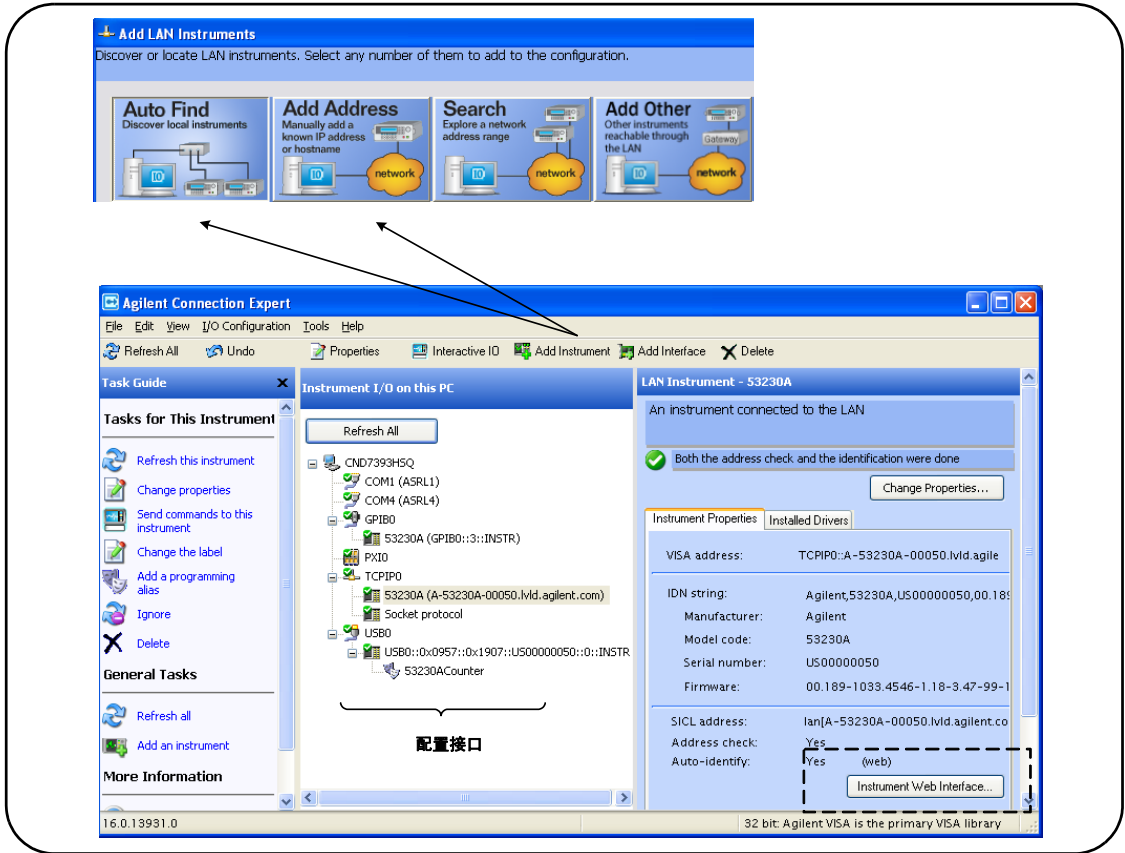 Add LAN Instruments
Discover or locate LAN instruments. Select any number of them to add to the configuration.
Auto Find
Discover local instruments
IO
Add Address
Manually add a
known IP address
or hostname
IO
network
Search
Explore a network
address range
IO
network
Add Other
Other instruments
reachable through
the LAN
Gateway
IO
network
Agilent Connection Expert
File Edit View I/O Configuration Tools Help
Refresh All Undo Properties Interactive IO Add Instrument Add Interface Delete
Task Guide
Tasks for This Instrument
Refresh this instrument
Change properties
Send commands to this
instrument
Change the label
Add a programming
alias
Ignore
Delete
General Tasks
Refresh all
Add an instrument
More Information
Instrument I/O on this PC
Refresh All
CND7393HSQ
COM1 (ASRL1)
COM4 (ASRL4)
GPIB0
53230A (GPIB0::3::INSTR)
PXI0
TCPIP0
53230A (A-53230A-00050.lvld.agilent.com)
Socket protocol
USB0
USB0::0x0957::0x1907::US00000050::0::INSTR
53230ACounter
配置接口
LAN Instrument - 53230A
An instrument connected to the LAN
Both the address check and the identification were done
Change Properties...
Instrument Properties Installed Drivers
VISA address: TCPIP0::A-53230A-00050.lvld.agile
IDN string: Agilent,53230A,US00000050,00.189
Manufacturer: Agilent
Model code: 53230A
Serial number: US00000050
Firmware: 00.189-1033.4546-1.18-3.47-99-1
SICL address: lan[A-53230A-00050.lvld.agilent.co
Address check: Yes
Auto-identify: Yes (web)
Instrument Web Interface...
16.0.13931.0
32 bit: Agilent VISA is the primary VISA library